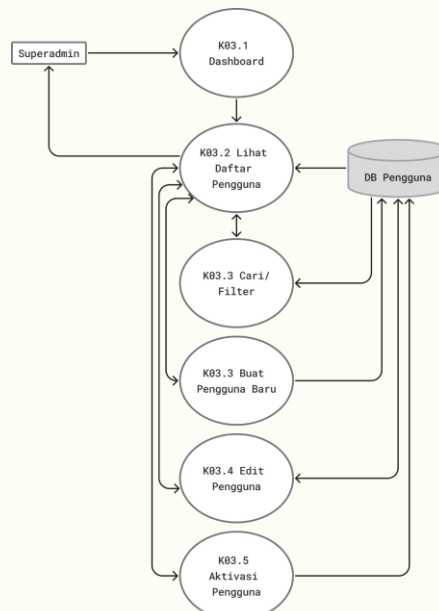 Superadmin
K03.1
Dashboard
K03.2 Lihat
Daftar
Pengguna
DB Pengguna
K03.3 Cari/
Filter
K03.3 Buat
Pengguna Baru
K03.4 Edit
Pengguna
K03.5
Aktivasi
Pengguna